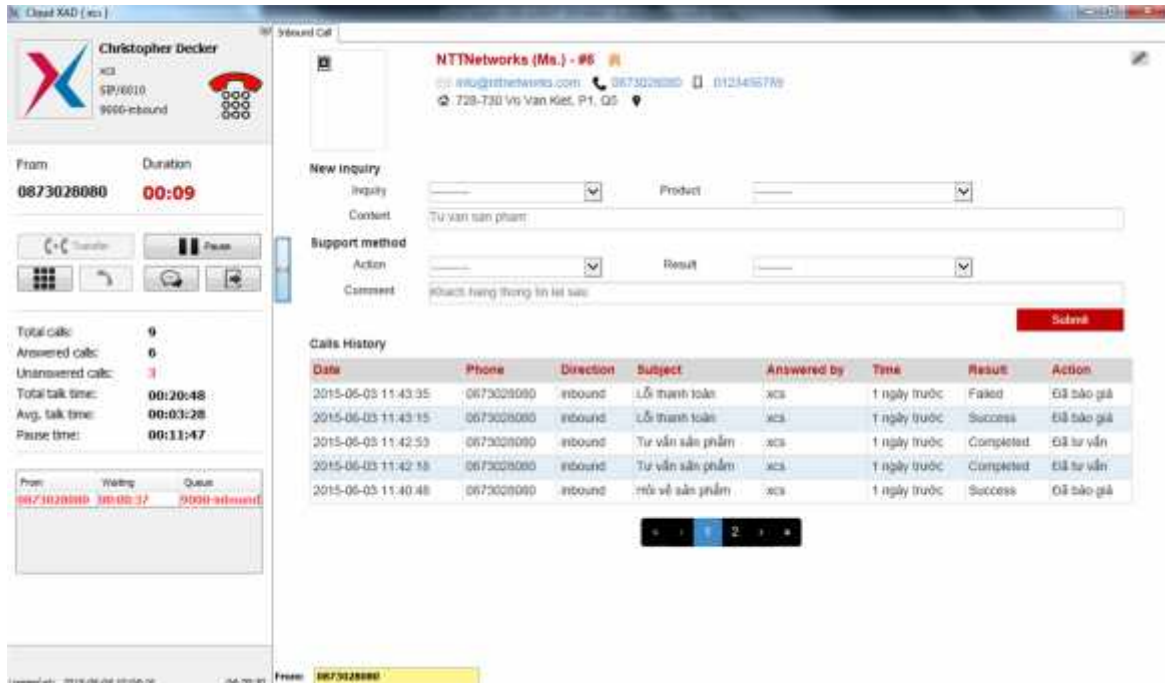 Cloud XAD ( xcs )
Christopher Decker
xcs
SIP/6010
9000-inbound
From Duration
0873028080 00:09
Transfer Pause
Total calls: 9
Answered calls: 6
Unanswered calls: 3
Total talk time: 00:20:48
Avg. talk time: 00:03:28
Pause time: 00:11:47
From Waiting Queue
0873028080 00:00:37 9000-inbound
Inbound Call
NTTNetworks (Ms.) - #6
0873028080 0123456789
728-730 Vo Van Kiet, P1, Q5
New inquiry
Inquiry --------- Product ---------
Content Tu van san pham
Support method
Action --------- Result ---------
Comment Khach hang thong tin lai sau
Submit
Calls History
Date Phone Direction Subject Answered by Time Result Action
2015-06-03 11:43:35 0873028080 inbound Lỗi thanh toán xcs 1 ngày trước Failed Đã báo giá
2015-06-03 11:43:15 0873028080 inbound Lỗi thanh toán xcs 1 ngày trước Success Đã báo giá
2015-06-03 11:42:53 0873028080 inbound Tư vấn sản phẩm xcs 1 ngày trước Completed Đã tư vấn
2015-06-03 11:42:18 0873028080 inbound Tư vấn sản phẩm xcs 1 ngày trước Completed Đã tư vấn
2015-06-03 11:40:48 0873028080 inbound Hỏi về sản phẩm xcs 1 ngày trước Success Đã báo giá
« ‹ 1 2 › »
From: 0873028080